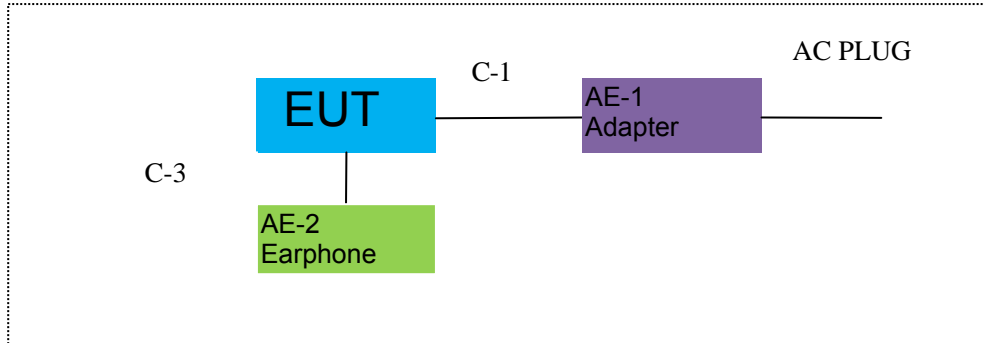 AC PLUG
C-1
EUT
AE-1
Adapter
C-3
AE-2
Earphone